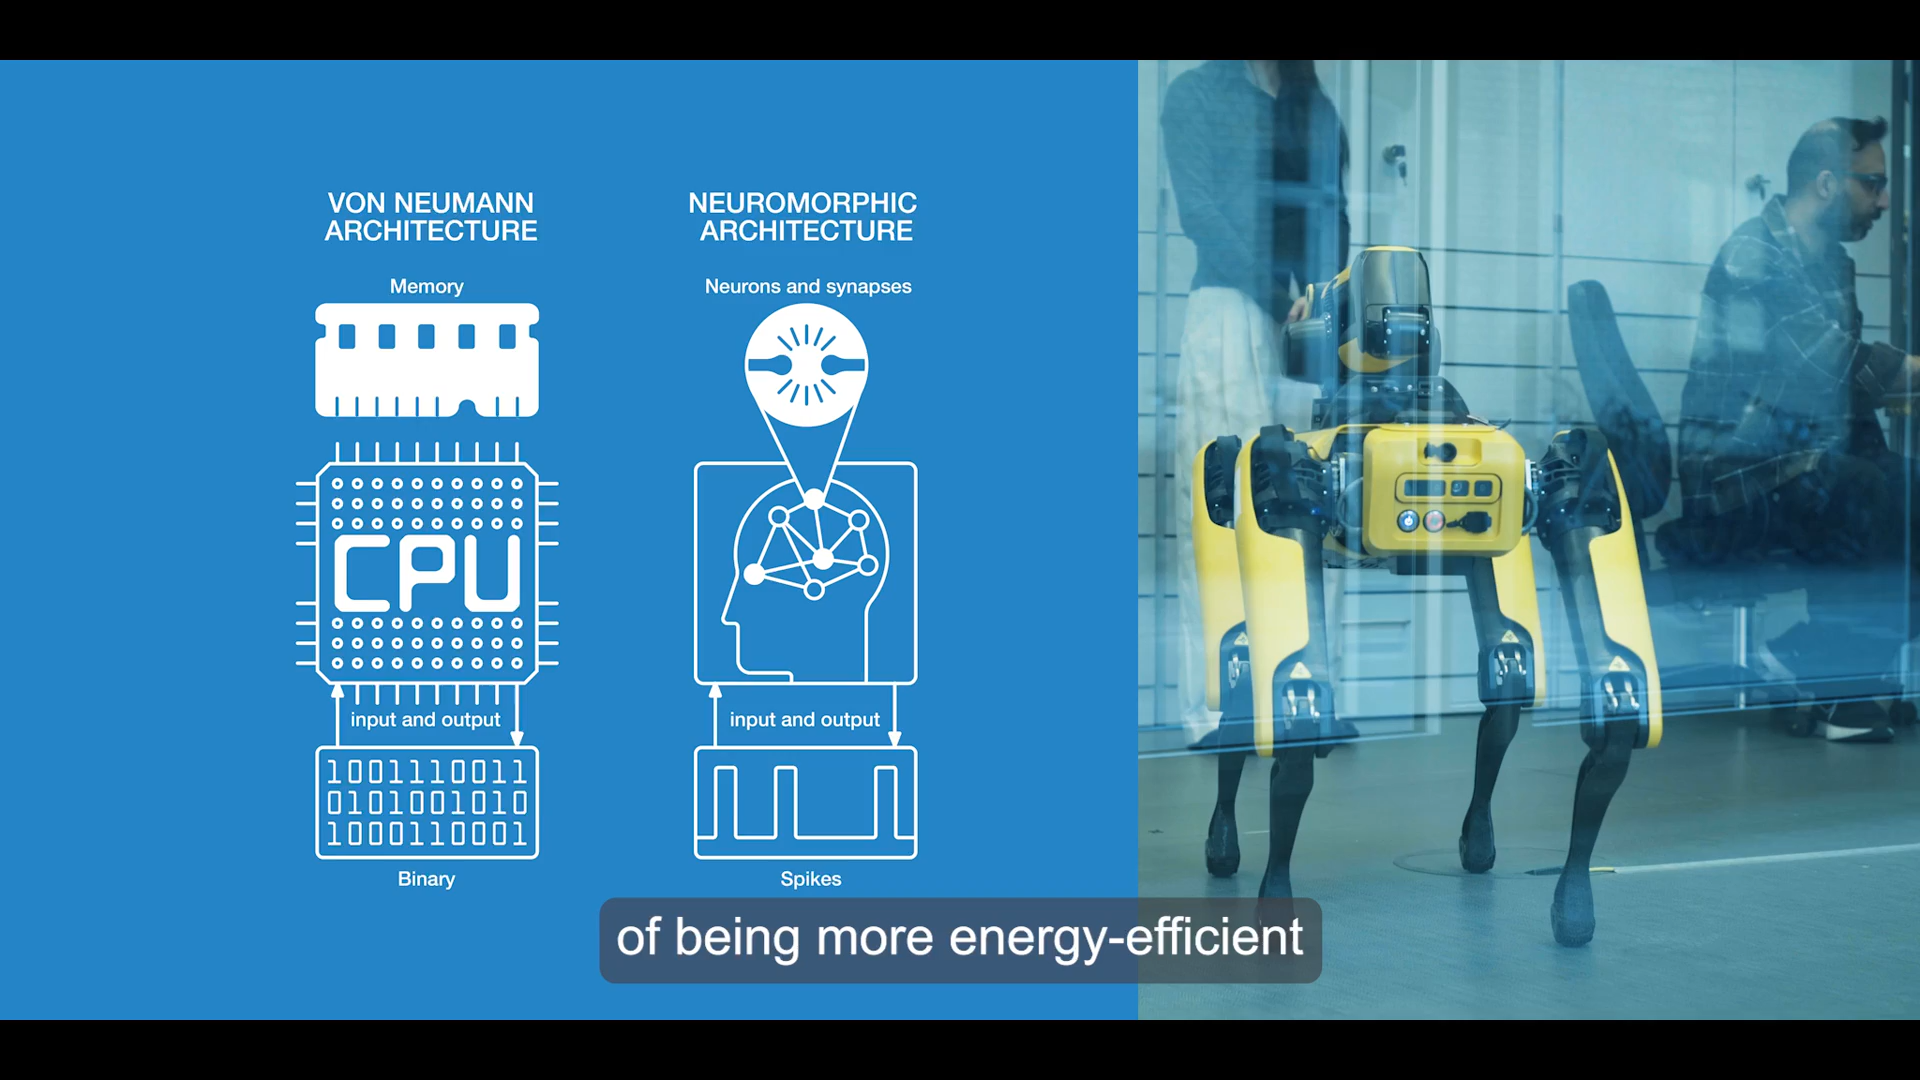 VON NEUMANN
ARCHITECTURE
Memory
CPU
input and output
1001110011
0101001010
1000110001
Binary
NEUROMORPHIC
ARCHITECTURE
Neurons and synapses
input and output
Spikes
of being more energy-efficient